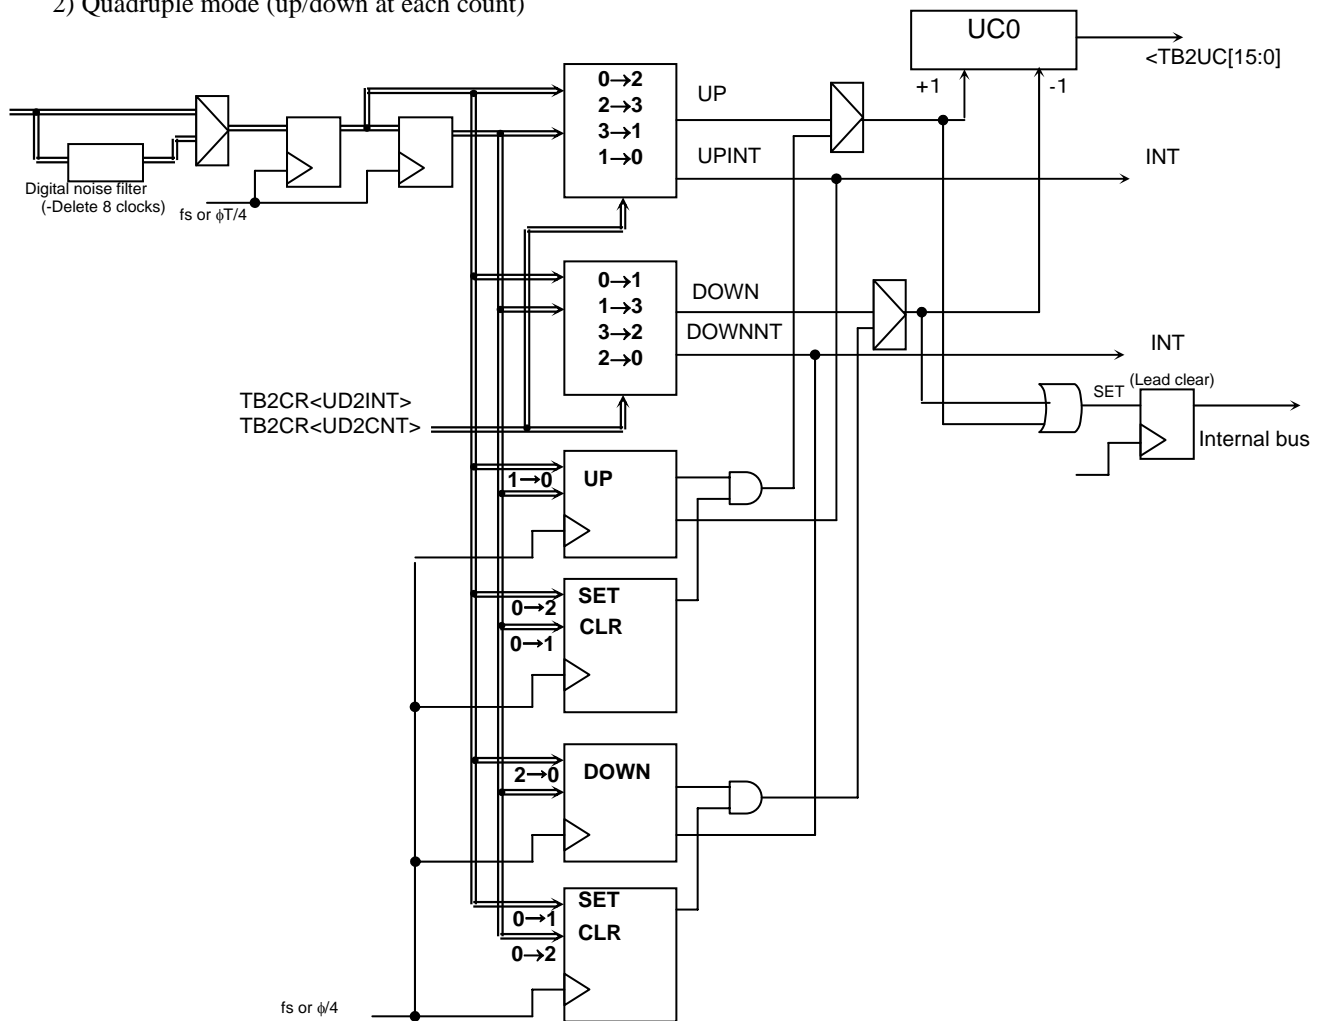 2) Quadruple mode (up/down at each count)
UC0
<TB2UC[15:0]
+1
-1
0→2
2→3
3→1
1→0
UP
UPINT
INT
Digital noise filter
(-Delete 8 clocks)
fs or ϕT/4
0→1
1→3
3→2
2→0
DOWN
DOWNNT
INT
TB2CR<UD2INT>
TB2CR<UD2CNT>
SET
(Lead clear)
Internal bus
1→0
UP
SET
0→2
CLR
0→1
2→0
DOWN
SET
0→1
CLR
0→2
fs or ϕ/4